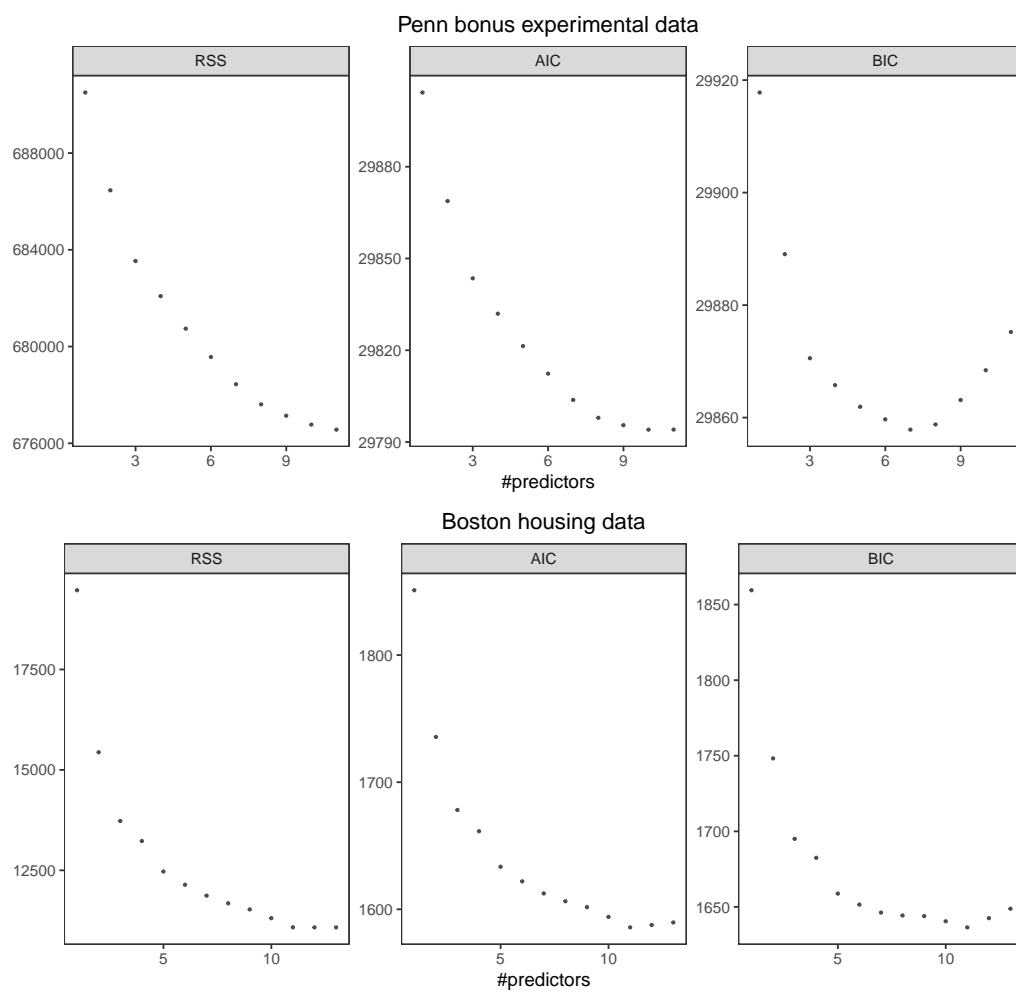 Penn bonus experimental data
RSS AIC BIC
688000
684000
680000
676000
29880
29850
29820
29790
29920
29900
29880
29860
3 6 9 3 6 9 3 6 9
#predictors
Boston housing data
RSS AIC BIC
17500
15000
12500
1800
1700
1600
1850
1800
1750
1700
1650
5 10 5 10 5 10
#predictors